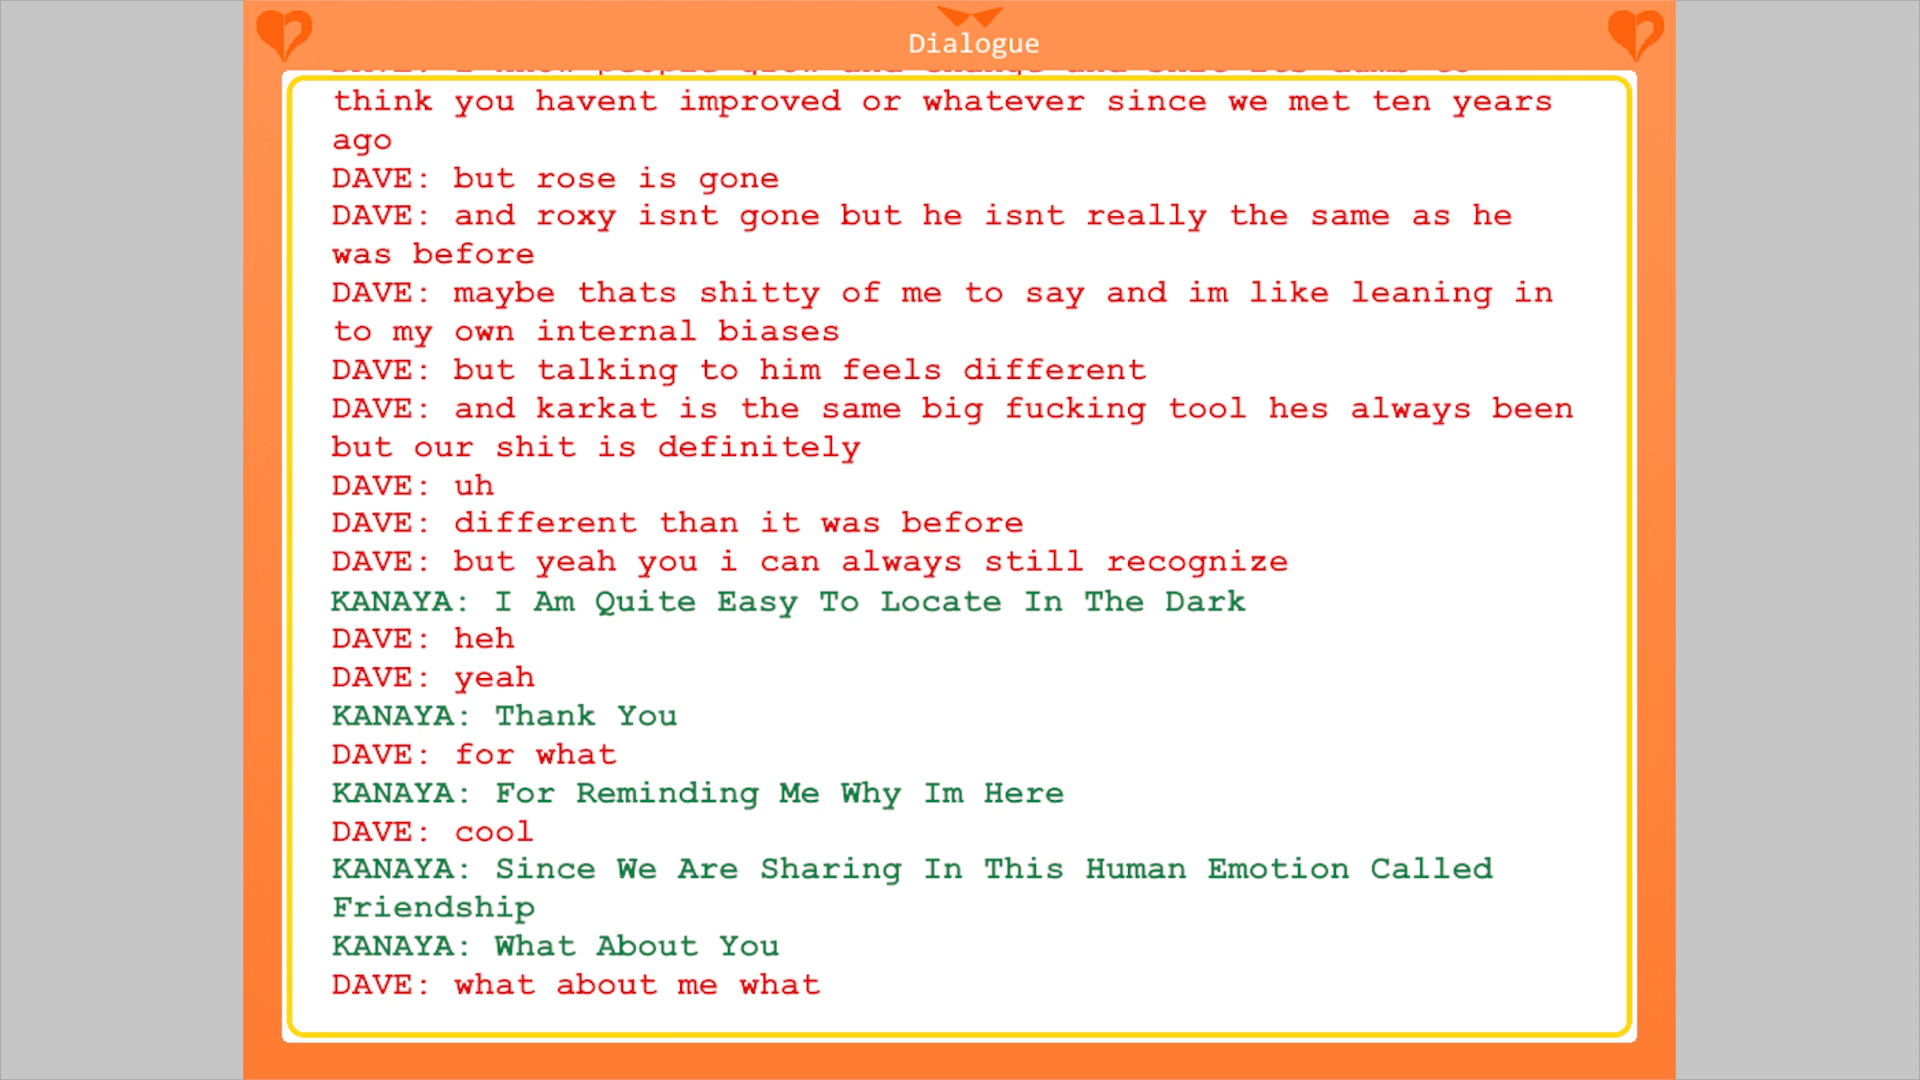 Dialogue
think you havent improved or whatever since we met ten years
ago
DAVE: but rose is gone
DAVE: and roxy isnt gone but he isnt really the same as he
was before
DAVE: maybe thats shitty of me to say and im like leaning in
to my own internal biases
DAVE: but talking to him feels different
DAVE: and karkat is the same big fucking tool hes always been
but our shit is definitely
DAVE: uh
DAVE: different than it was before
DAVE: but yeah you i can always still recognize
KANAYA: I Am Quite Easy To Locate In The Dark
DAVE: heh
DAVE: yeah
KANAYA: Thank You
DAVE: for what
KANAYA: For Reminding Me Why Im Here
DAVE: cool
KANAYA: Since We Are Sharing In This Human Emotion Called
Friendship
KANAYA: What About You
DAVE: what about me what